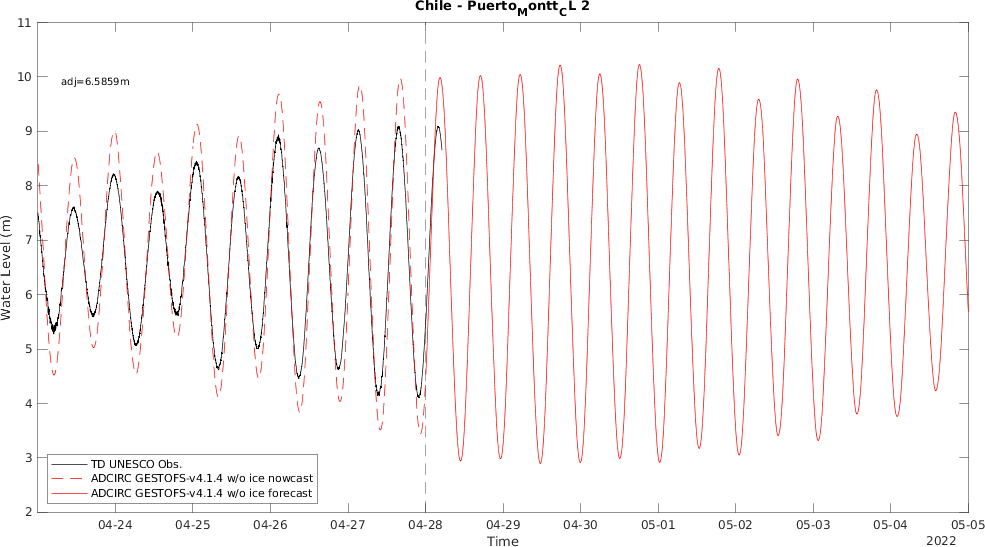 Chile - Puerto_Montt_CL 2
adj=6.5859m
11
10
9
8
7
6
5
4
3
2
Water Level (m)
TD UNESCO Obs.
ADCIRC GESTOFS-v4.1.4 w/o ice nowcast
ADCIRC GESTOFS-v4.1.4 w/o ice forecast
04-24 04-25 04-26 04-27 04-28 04-29 04-30 05-01 05-02 05-03 05-04 05-05
Time
2022